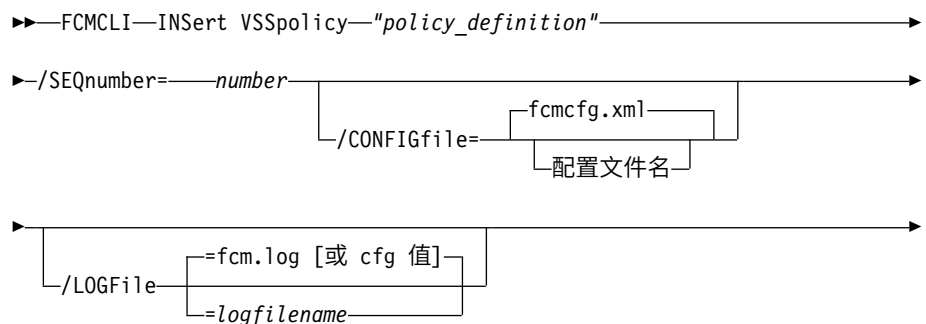 FCMCLI INSert VSSpolicy "policy_definition"
/SEQnumber= number
fcmcfg.xml
/CONFIGfile=
配置文件名
=fcm.log [或 cfg 值]
/LOGFile
=logfilename